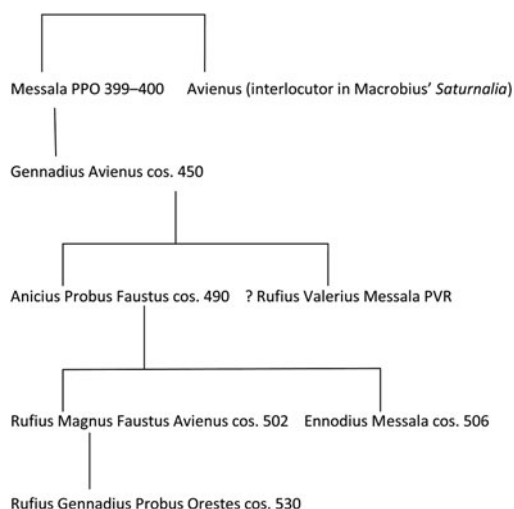 Messala PPO 399–400 Avienus (interlocutor in Macrobius' Saturnalia)
Gennadius Avienus cos. 450
Anicius Probus Faustus cos. 490 ? Rufius Valerius Messala PVR
Rufius Magnus Faustus Avienus cos. 502 Ennodius Messala cos. 506
Rufius Gennadius Probus Orestes cos. 530